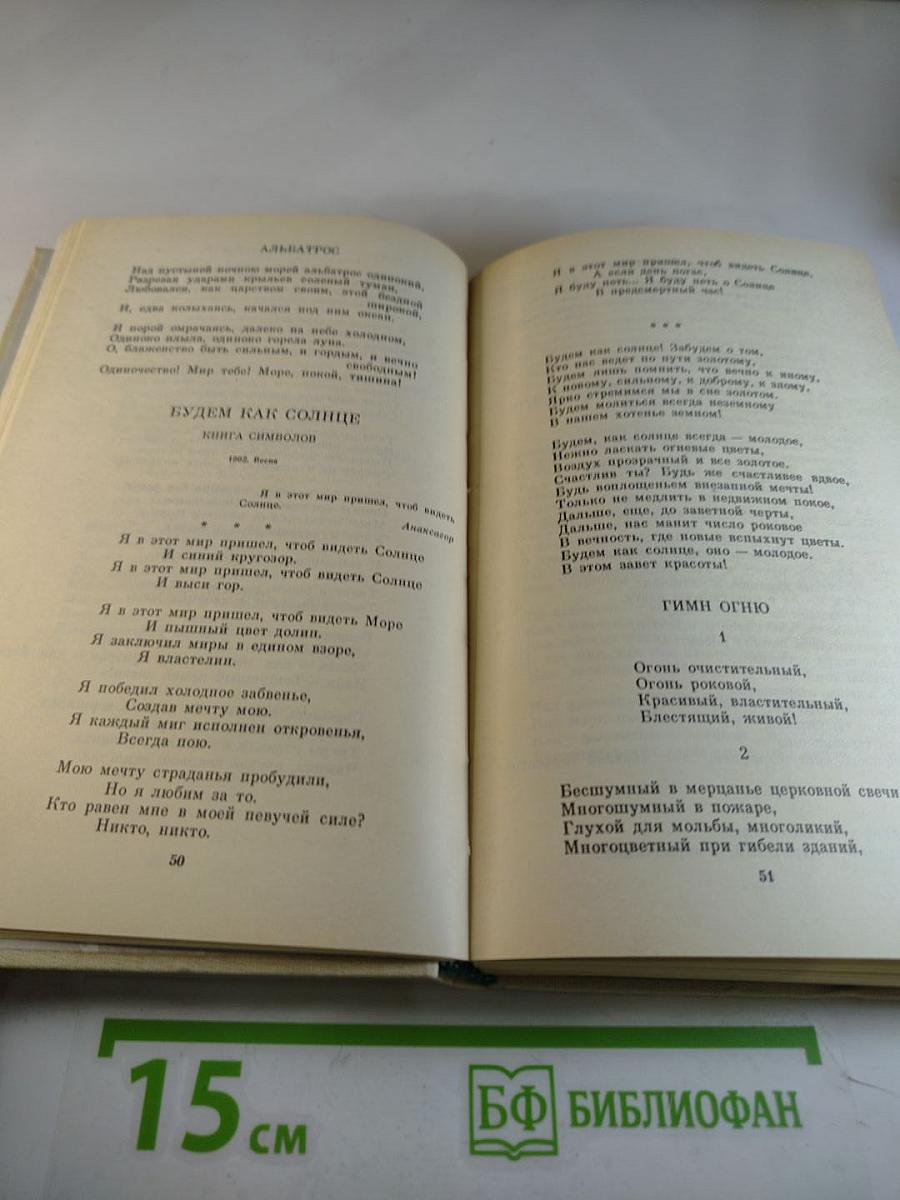 АЛЬБАТРОС
Над пустыней ночною морей альбатрос одинокий,
Разрезая ударами крыльев соленый туман,
Любовался, как царством своим, этой бездной
широкой,
И, едва колыхаясь, качался под ним океан.
И порой омрачаясь, далеко на небе холодном,
Одиноко плыла, одиноко горела луна.
О, блаженство быть сильным, и гордым, и вечно
свободным!
Одиночество! Мир тебе! Море, покой, тишина!
БУДЕМ КАК СОЛНЦЕ
КНИГА СИМВОЛОВ
1902. Весна
Я в этот мир пришел, чтоб видеть
Солнце.
Анаксагор
* * *
Я в этот мир пришел, чтоб видеть Солнце
И синий кругозор.
Я в этот мир пришел, чтоб видеть Солнце
И выси гор.
Я в этот мир пришел, чтоб видеть Море
И пышный цвет долин.
Я заключил миры в едином взоре,
Я властелин.
Я победил холодное забвенье,
Создав мечту мою.
Я каждый миг исполнен откровенья,
Всегда пою.
Мою мечту страданья пробудили,
Но я любим за то.
Кто равен мне в моей певучей силе?
Никто, никто.
50
Я в этот мир пришел, чтоб видеть Солнце,
А если день погас,
Я буду петь... Я буду петь о Солнце
В предсмертный час!
* * *
Будем как солнце! Забудем о том,
Кто нас ведет по пути золотому,
Будем лишь помнить, что вечно к иному,
К новому, сильному, к доброму, к злому,
Ярко стремимся мы в сне золотом.
Будем молиться всегда неземному
В нашем хотенье земном!
Будем, как солнце всегда — молодое,
Нежно ласкать огневые цветы,
Воздух прозрачный и все золотое.
Счастлив ты? Будь же счастливее вдвое,
Будь воплощеньем внезапной мечты!
Только не медлить в недвижном покое,
Дальше, еще, до заветной черты,
Дальше, нас манит число роковое
В вечность, где новые вспыхнут цветы.
Будем как солнце, оно — молодое.
В этом завет красоты!
ГИМН ОГНЮ
1
Огонь очистительный,
Огонь роковой,
Красивый, властительный,
Блестящий, живой!
2
Бесшумный в мерцанье церковной свечи
Многошумный в пожаре,
Глухой для мольбы, многоликий,
Многоцветный при гибели зданий,
51
15 см
БФ БИБЛИОФАН